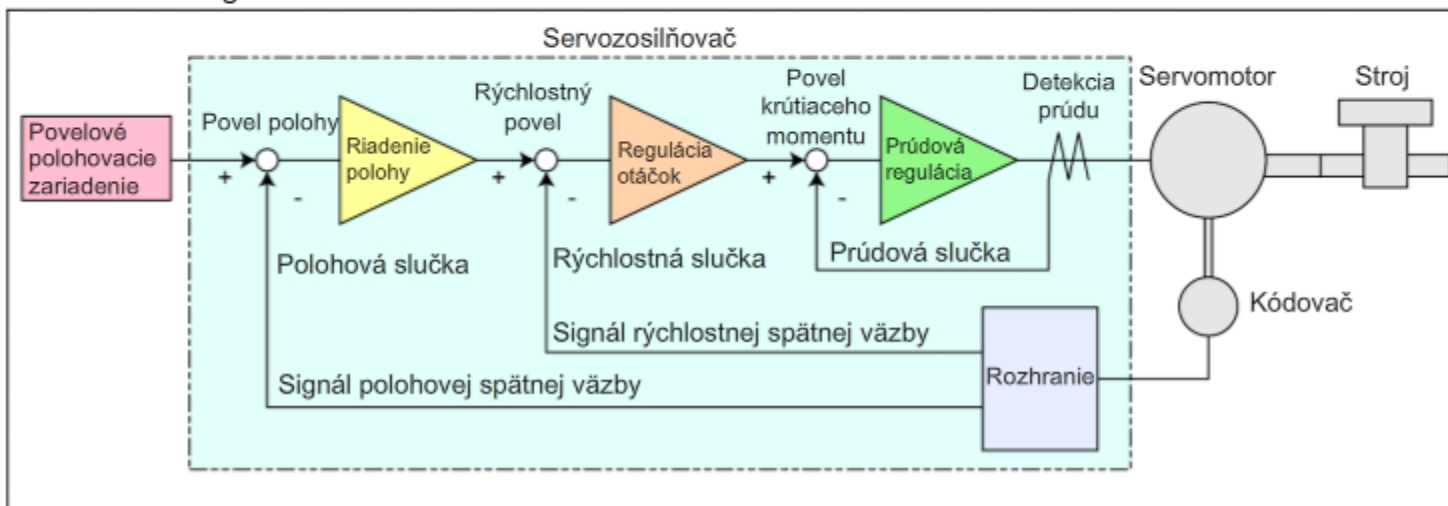 Servozosilňovač
Povelové
polohovacie
zariadenie
Povel polohy
+
-
Riadenie
polohy
Rýchlostný
povel
+
-
Regulácia
otáčok
Povel
krútiaceho
momentu
+
-
Prúdová
regulácia
Detekcia
prúdu
Servomotor
Stroj
Polohová slučka
Rýchlostná slučka
Prúdová slučka
Kódovač
Signál rýchlostnej spätnej väzby
Signál polohovej spätnej väzby
Rozhranie